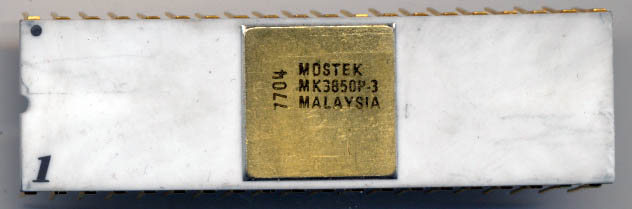 MOSTEK
MK3850P-3
MALAYSIA
7704
1